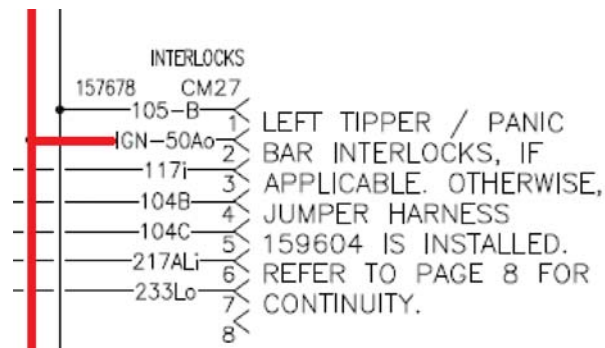 INTERLOCKS
157678 CM27
105-B 1
IGN-50Ao 2
117i 3
104B 4
104C 5
217ALi 6
233Lo 7
8
LEFT TIPPER / PANIC
BAR INTERLOCKS, IF
APPLICABLE. OTHERWISE,
JUMPER HARNESS
159604 IS INSTALLED.
REFER TO PAGE 8 FOR
CONTINUITY.